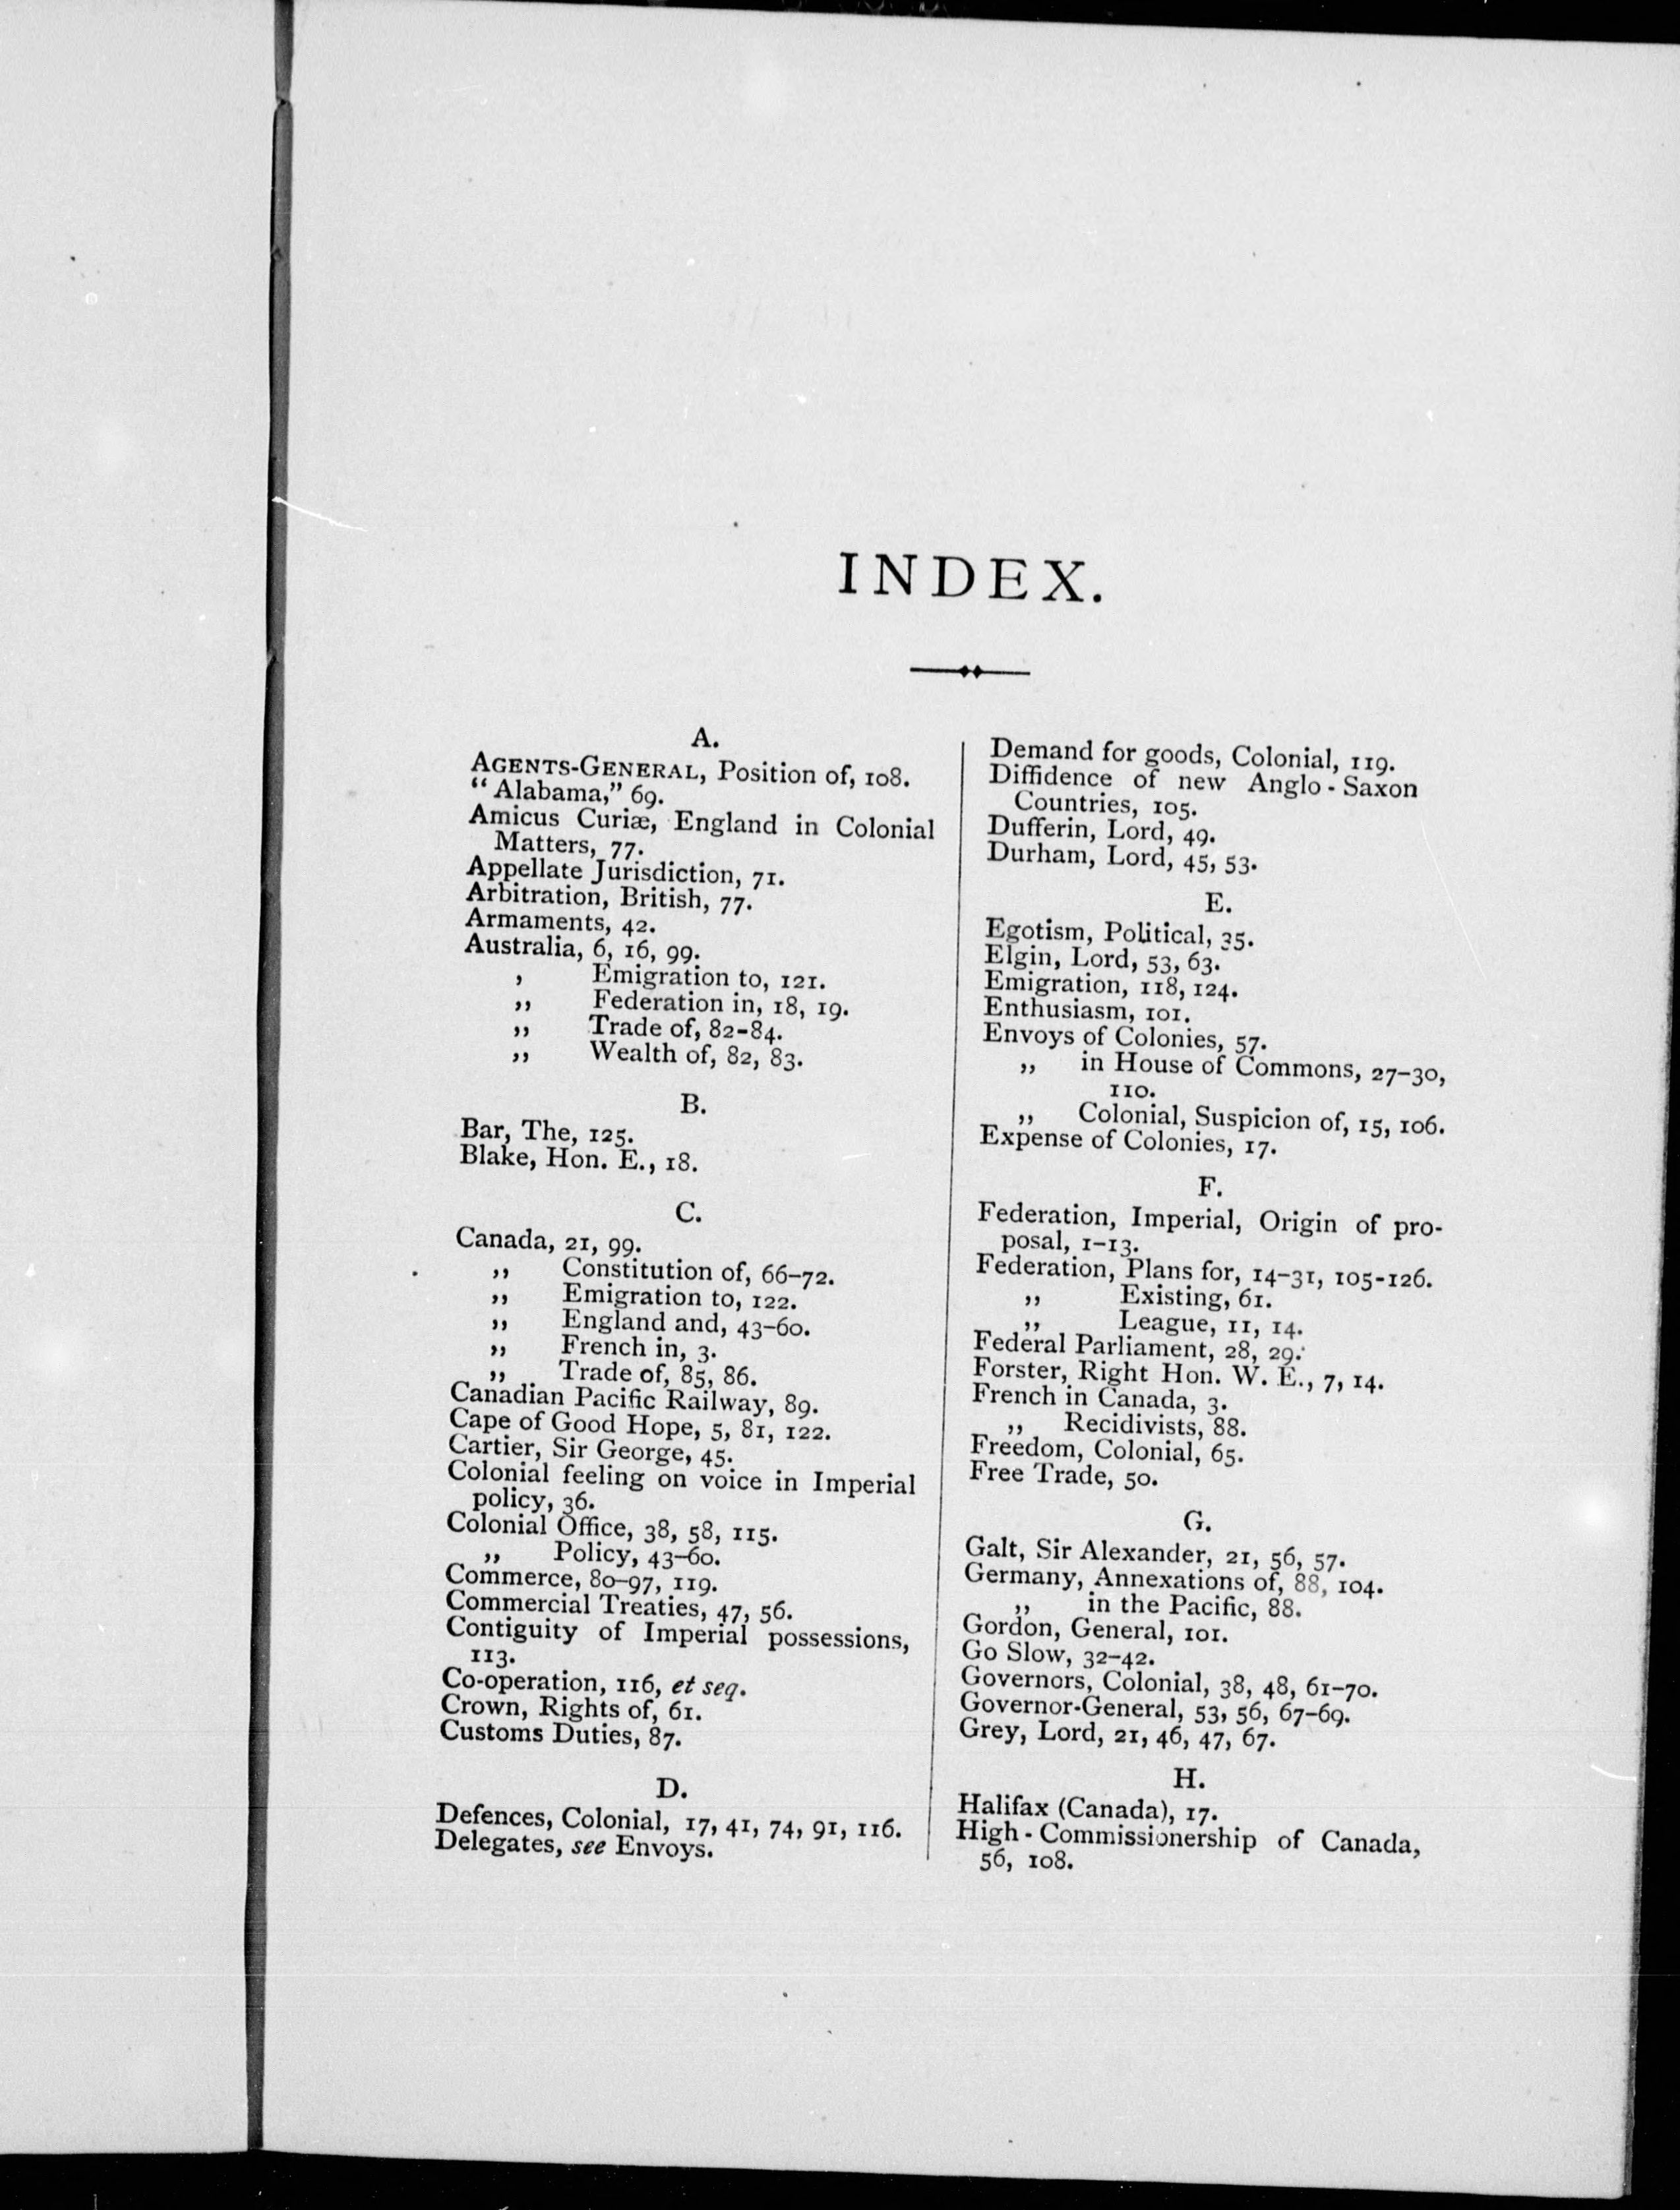 INDEX.
A.
AGENTS-GENERAL, Position of, 108.
"Alabama," 69.
Amicus Curiæ, England in Colonial
Matters, 77.
Appellate Jurisdiction, 71.
Arbitration, British, 77.
Armaments, 42.
Australia, 6, 16, 99.
, Emigration to, 121.
,, Federation in, 18, 19.
,, Trade of, 82-84.
,, Wealth of, 82, 83.
B.
Bar, The, 125.
Blake, Hon. E., 18.
C.
Canada, 21, 99.
,, Constitution of, 66–72.
,, Emigration to, 122.
,, England and, 43–60.
,, French in, 3.
,, Trade of, 85, 86.
Canadian Pacific Railway, 89.
Cape of Good Hope, 5, 81, 122.
Cartier, Sir George, 45.
Colonial feeling on voice in Imperial
policy, 36.
Colonial Office, 38, 58, 115.
,, Policy, 43–60.
Commerce, 80–97, 119.
Commercial Treaties, 47, 56.
Contiguity of Imperial possessions,
113.
Co-operation, 116, et seq.
Crown, Rights of, 61.
Customs Duties, 87.
D.
Defences, Colonial, 17, 41, 74, 91, 116.
Delegates, see Envoys.
Demand for goods, Colonial, 119.
Diffidence of new Anglo-Saxon
Countries, 105.
Dufferin, Lord, 49.
Durham, Lord, 45, 53.
E.
Egotism, Political, 35.
Elgin, Lord, 53, 63.
Emigration, 118, 124.
Enthusiasm, 101.
Envoys of Colonies, 57.
,, in House of Commons, 27–30,
110.
,, Colonial, Suspicion of, 15, 106.
Expense of Colonies, 17.
F.
Federation, Imperial, Origin of pro-
posal, 1–13.
Federation, Plans for, 14–31, 105-126.
,, Existing, 61.
,, League, 11, 14.
Federal Parliament, 28, 29.
Forster, Right Hon. W. E., 7, 14.
French in Canada, 3.
,, Recidivists, 88.
Freedom, Colonial, 65.
Free Trade, 50.
G.
Galt, Sir Alexander, 21, 56, 57.
Germany, Annexations of, 88, 104.
,, in the Pacific, 88.
Gordon, General, 101.
Go Slow, 32–42.
Governors, Colonial, 38, 48, 61–70.
Governor-General, 53, 56, 67–69.
Grey, Lord, 21, 46, 47, 67.
H.
Halifax (Canada), 17.
High-Commissionership of Canada,
56, 108.